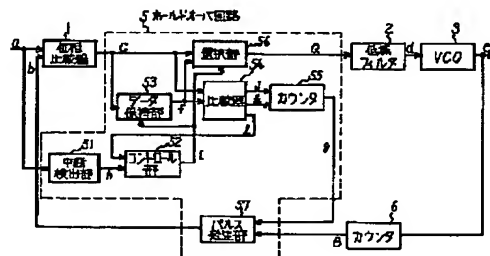 5 ホールドオーバ回路
1
位相
比較器
56
選択部
2
低域
フィルタ
3
VCO
a
b
c
Q
d
e
53
データ
保持部
f
54
比較器
j
k
55
カウンタ
l
51
中断
検出部
h
52
コントロール
部
i
g
57
パルス
発生部
B
6
カウンタ